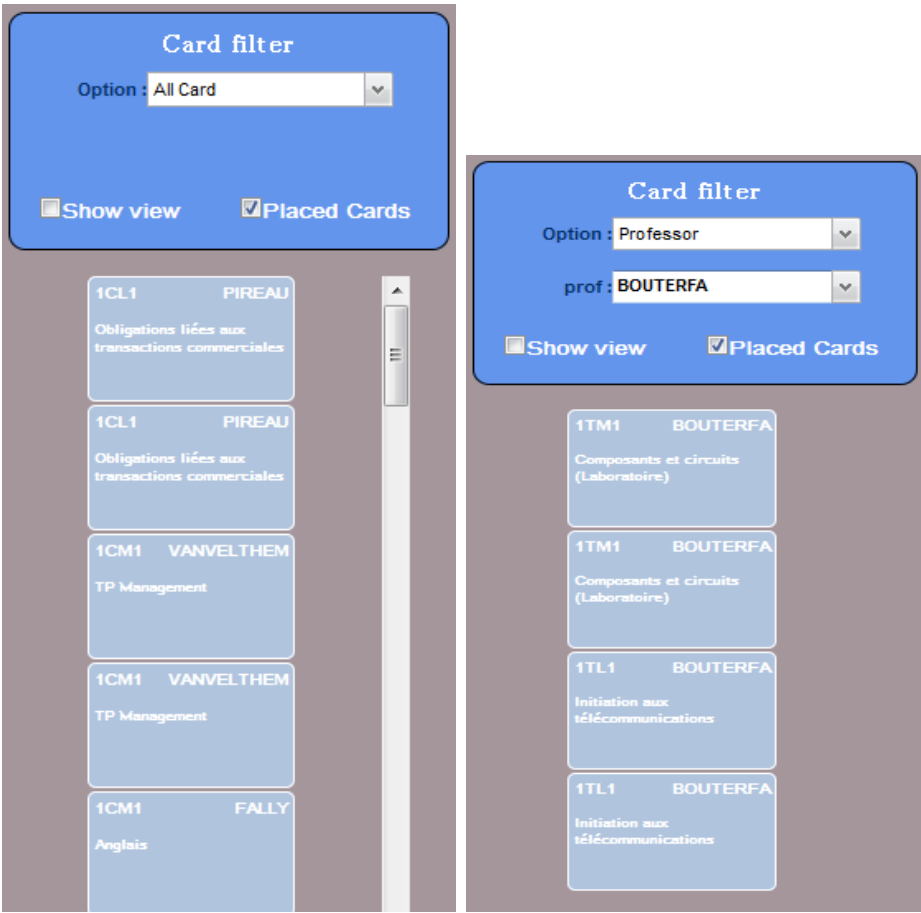 Card filter
Option : All Card
Show view Placed Cards
1CL1 PIREAU
Obligations liées aux
transactions commerciales
1CL1 PIREAU
Obligations liées aux
transactions commerciales
1CM1 VANVELTHEM
TP Management
1CM1 VANVELTHEM
TP Management
1CM1 FALLY
Anglais
Card filter
Option : Professor
prof : BOUTERFA
Show view Placed Cards
1TM1 BOUTERFA
Composants et circuits
(Laboratoire)
1TM1 BOUTERFA
Composants et circuits
(Laboratoire)
1TL1 BOUTERFA
Initiation aux
télécommunications
1TL1 BOUTERFA
Initiation aux
télécommunications